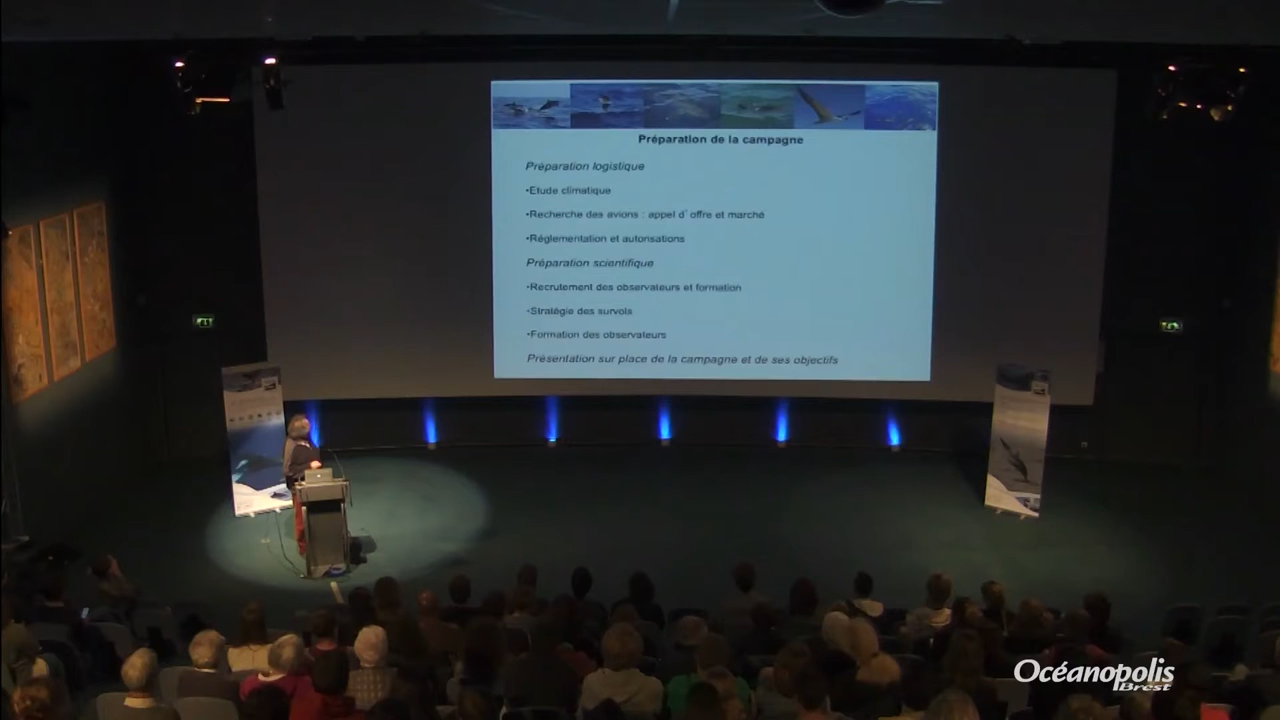 Préparation de la campagne
Préparation logistique
•Etude climatique
•Recherche des avions : appel d' offre et marché
•Réglementation et autorisations
Préparation scientifique
•Recrutement des observateurs et formation
•Stratégie des survols
•Formation des observateurs
Présentation sur place de la campagne et de ses objectifs
Océanopolis
Brest